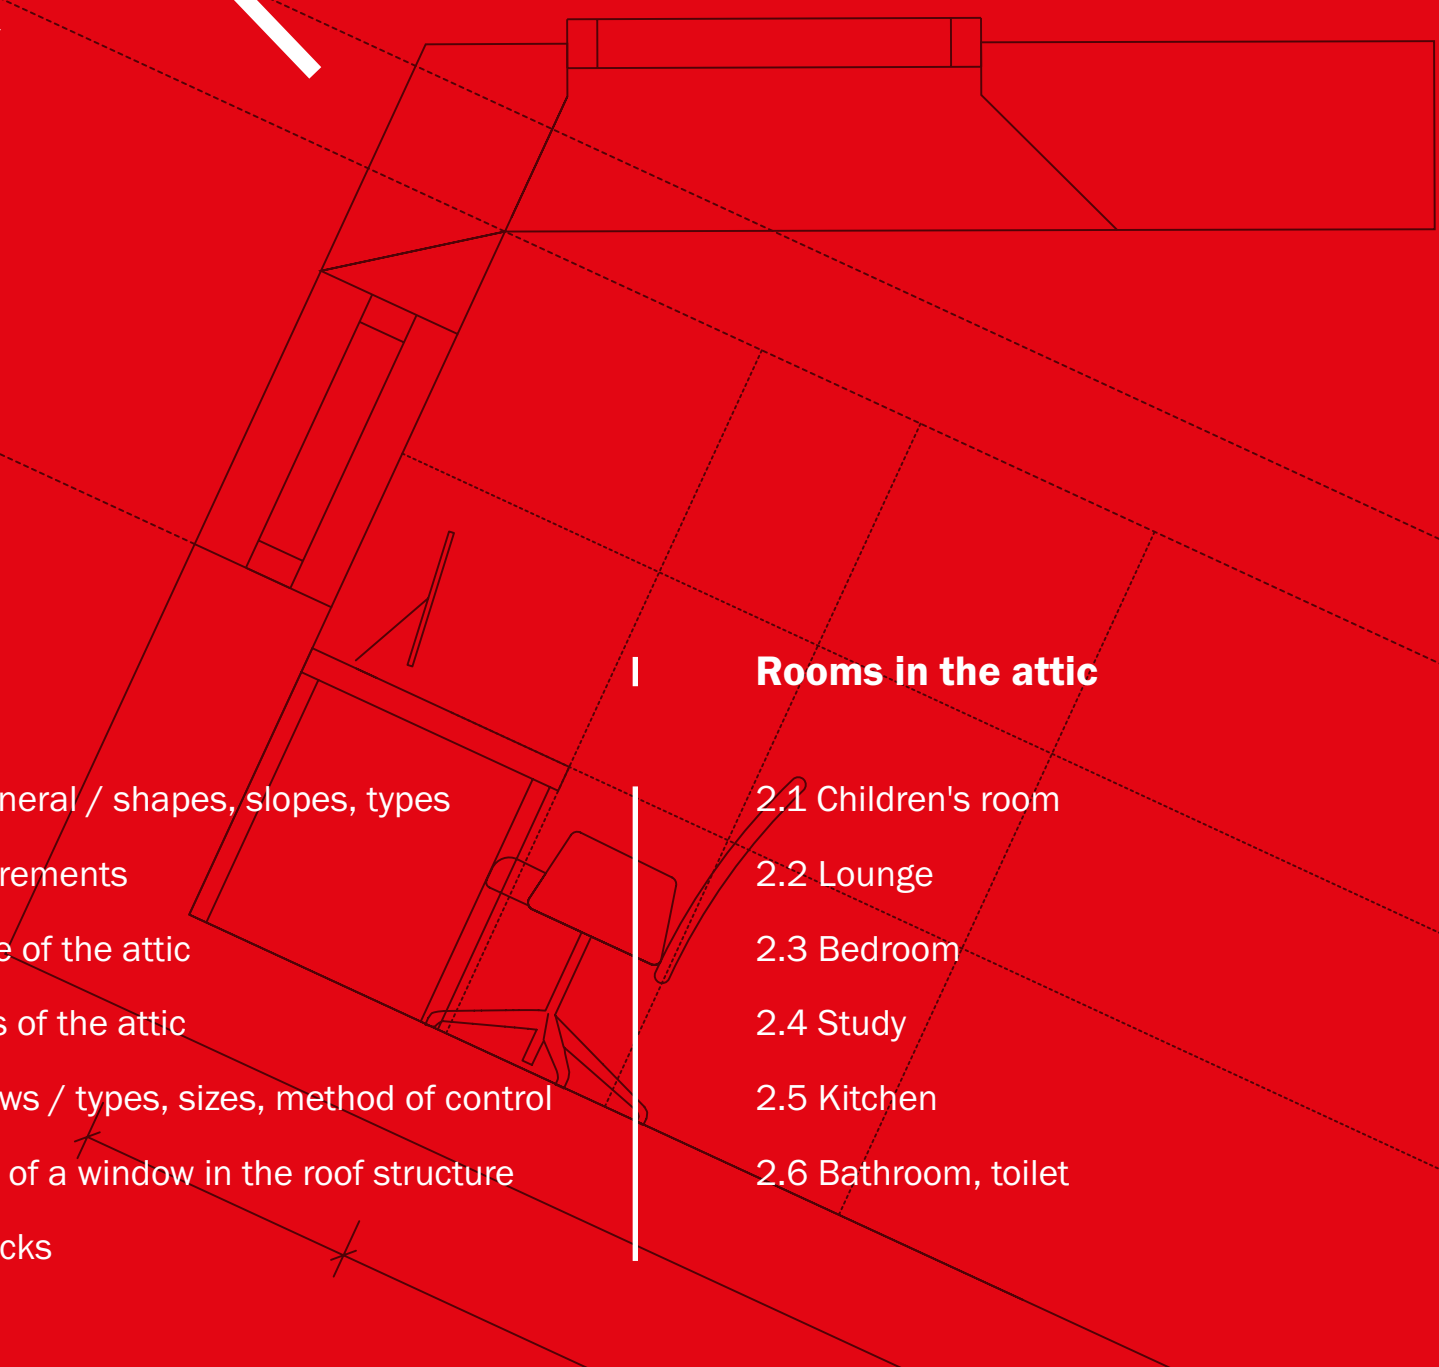 Rooms in the attic
neral / shapes, slopes, types
rements
e of the attic
s of the attic
ws / types, sizes, method of control
of a window in the roof structure
cks
2.1 Children's room
2.2 Lounge
2.3 Bedroom
2.4 Study
2.5 Kitchen
2.6 Bathroom, toilet